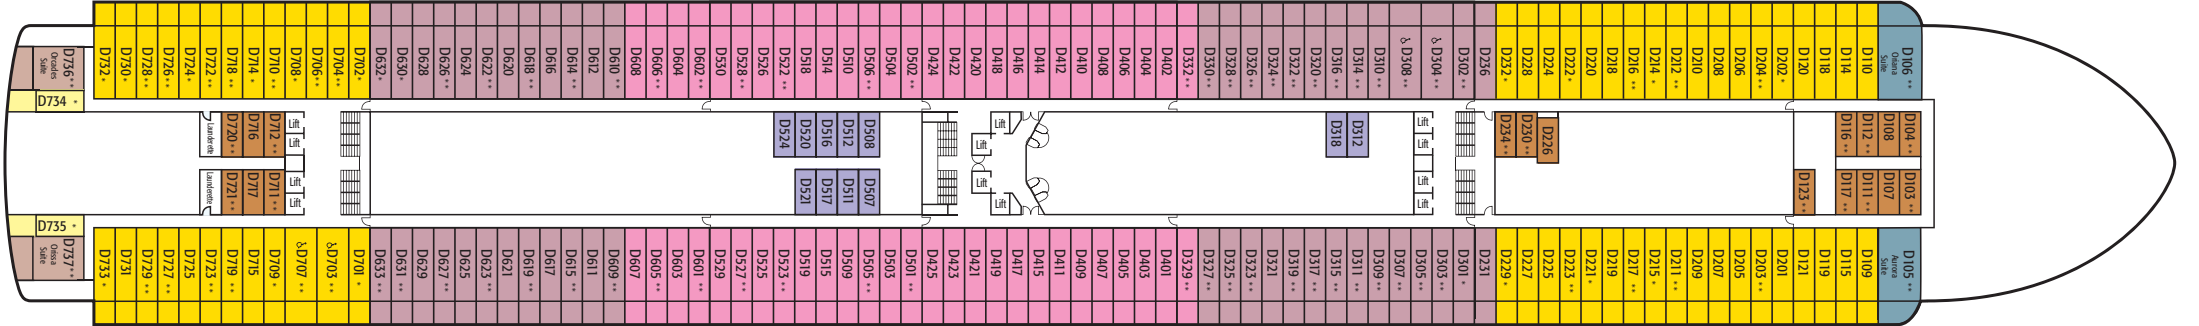 D736**
Orcades
Suite
D734 *
D732*
D730*
D728**
D726**
D724*
D722**
D718**
D714*
D710**
D708*
D706**
D704**
D702*
D632*
D630*
D628
D626**
D624
D622**
D620
D618**
D616
D614**
D612
D610**
D608
D606**
D604
D602**
D530
D528**
D526
D522**
D518
D514
D510
D506**
D504
D502**
D424
D422
D420
D418
D416
D414
D412
D410
D408
D406
D404
D402
D332**
D330**
D328**
D326**
D324**
D322**
D320**
D316**
D314**
D310**
D308**
D304**
D302**
D236
D232*
D228
D224
D222*
D220
D218
D216**
D214*
D212**
D210
D208
D206
D204**
D202*
D120
D118
D114
D110
D106**
Oriana
Suite
Launderette
D720**
D716
D712**
Lift
Lift
D524
D520
D516
D512
D508
Lift
Lift
D318
D312
Lift
Lift
D234**
D230**
D226
D116**
D112**
D108
D104**
Launderette
D721**
D717
D711**
Lift
Lift
D521
D517
D511
D507
Lift
Lift
Lift
Lift
D123**
D117**
D111**
D107
D103**
D735 *
D737**
Orissa
Suite
D733*
D731
D729**
D727**
D725
D723**
D719**
D715
D709*
D707**
D703**
D701*
D633**
D631**
D629
D627**
D625
D623**
D621
D619**
D617
D615**
D611
D609**
D607
D605**
D603
D601**
D529
D527**
D525
D523**
D519
D515
D509
D505**
D503
D501**
D425
D423
D421
D419
D417
D415
D411
D409
D407
D405
D403
D401
D329**
D327**
D325**
D323**
D321
D319**
D317**
D315**
D311**
D309**
D307**
D305**
D303**
D301*
D231
D229*
D227
D225
D223**
D221*
D219
D217**
D215*
D211**
D209
D207
D205
D203**
D201
D121
D119
D115
D109
D105**
Aurora
Suite